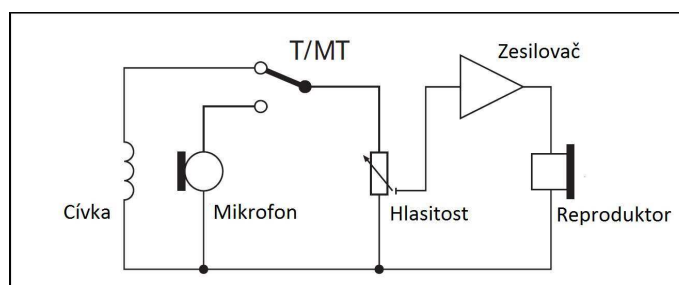 T/MT
Zesilovač
Cívka
Mikrofon
Hlasitost
Reproduktor